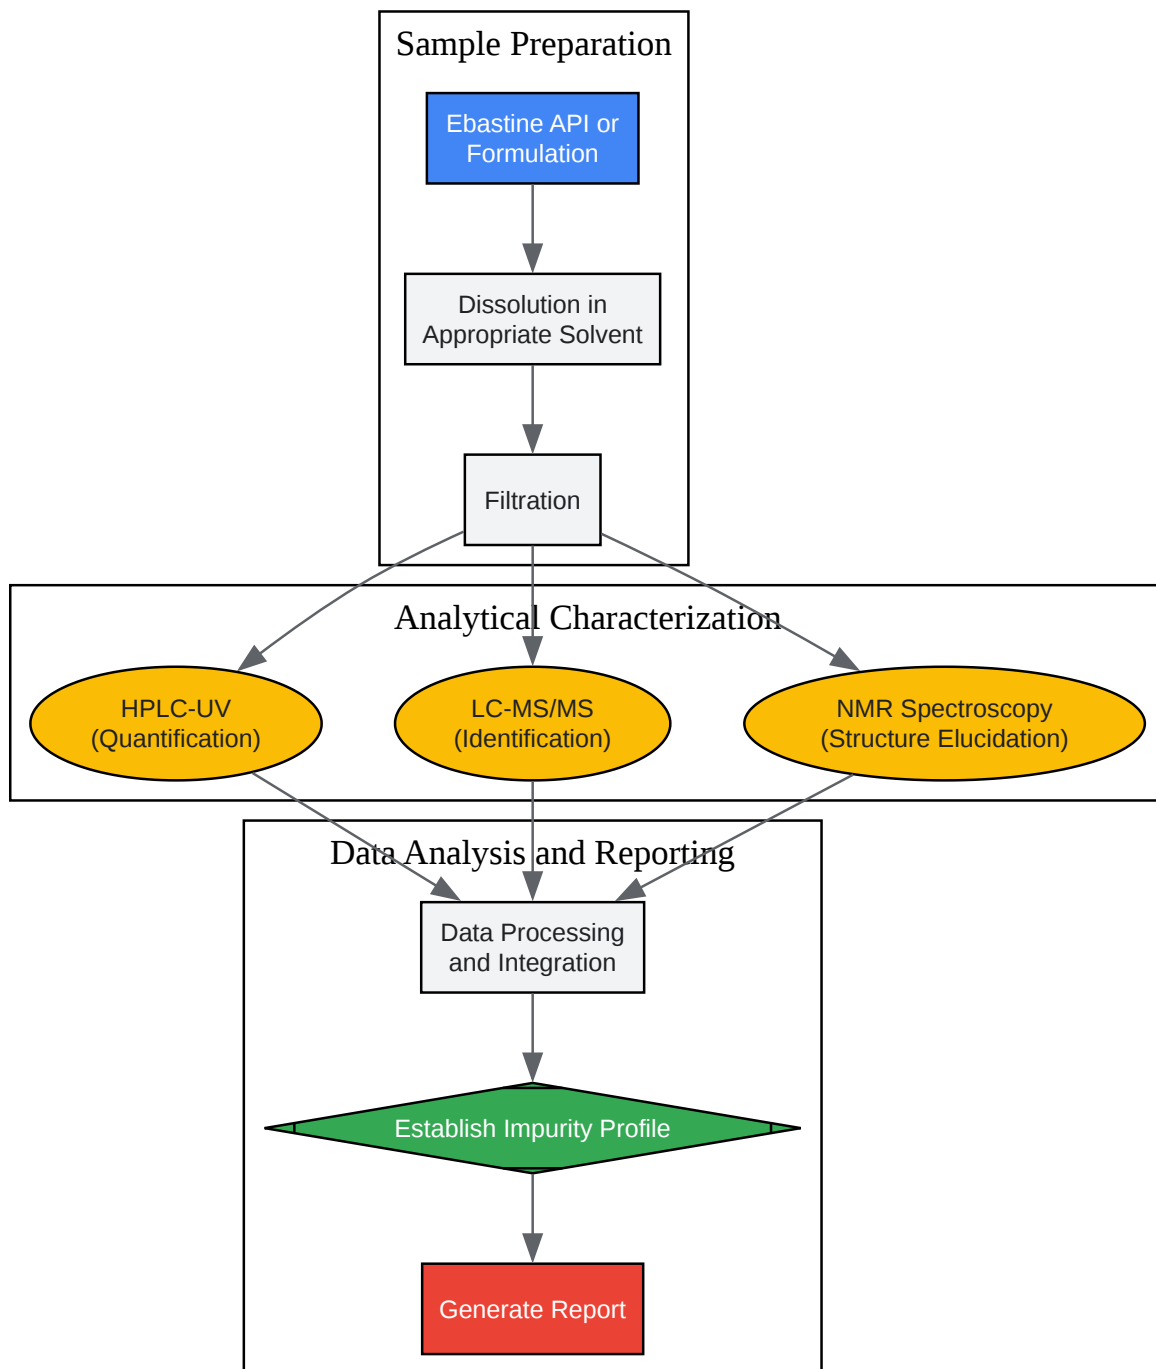 Sample Preparation
Ebastine API or
Formulation
Dissolution in
Appropriate Solvent
Filtration
Analytical Characterization
HPLC-UV
(Quantification)
LC-MS/MS
(Identification)
NMR Spectroscopy
(Structure Elucidation)
Data Analysis and Reporting
Data Processing
and Integration
Establish Impurity Profile
Generate Report